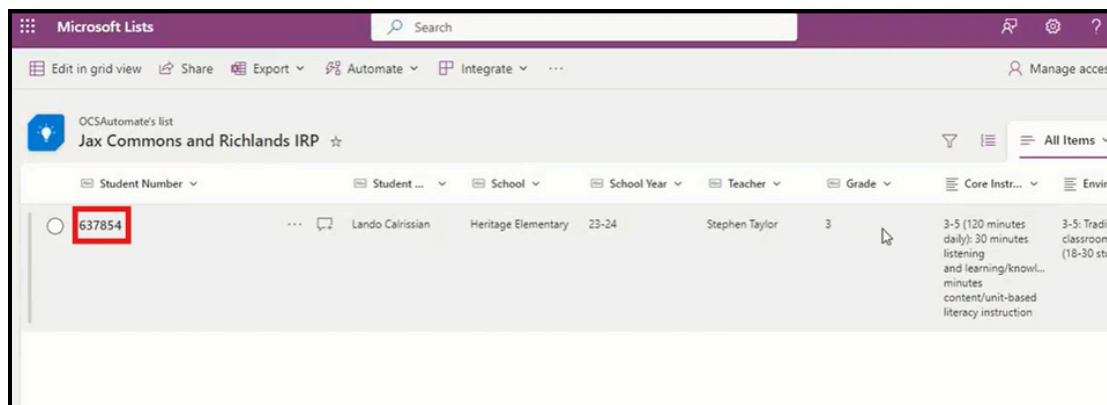 Microsoft Lists
Search
?
Edit in grid view Share Export Automate Integrate ...
Manage acces
OCSAutomate's list
Jax Commons and Richlands IRP
All Items
Student Number Student ... School School Year Teacher Grade Core Instr... Envir
637854 ... Lando Calrissian Heritage Elementary 23-24 Stephen Taylor 3
3-5 (120 minutes
daily): 30 minutes
listening
and learning/knowl...
minutes
content/unit-based
literacy instruction
3-5: Tradi
classroom
(18-30 stu